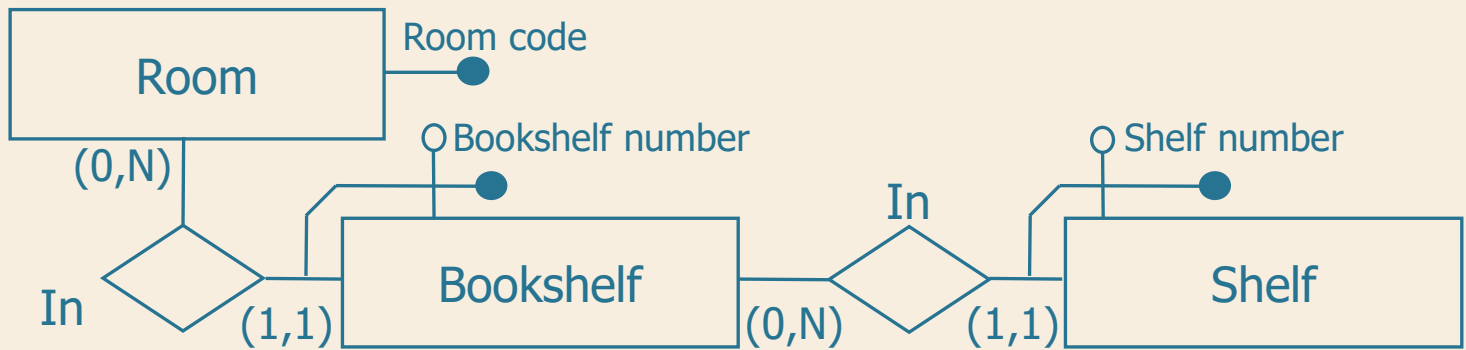 Room code
Room
Bookshelf number
Shelf number
(0,N)
In
Bookshelf
Shelf
In
(1,1)
(0,N)
(1,1)